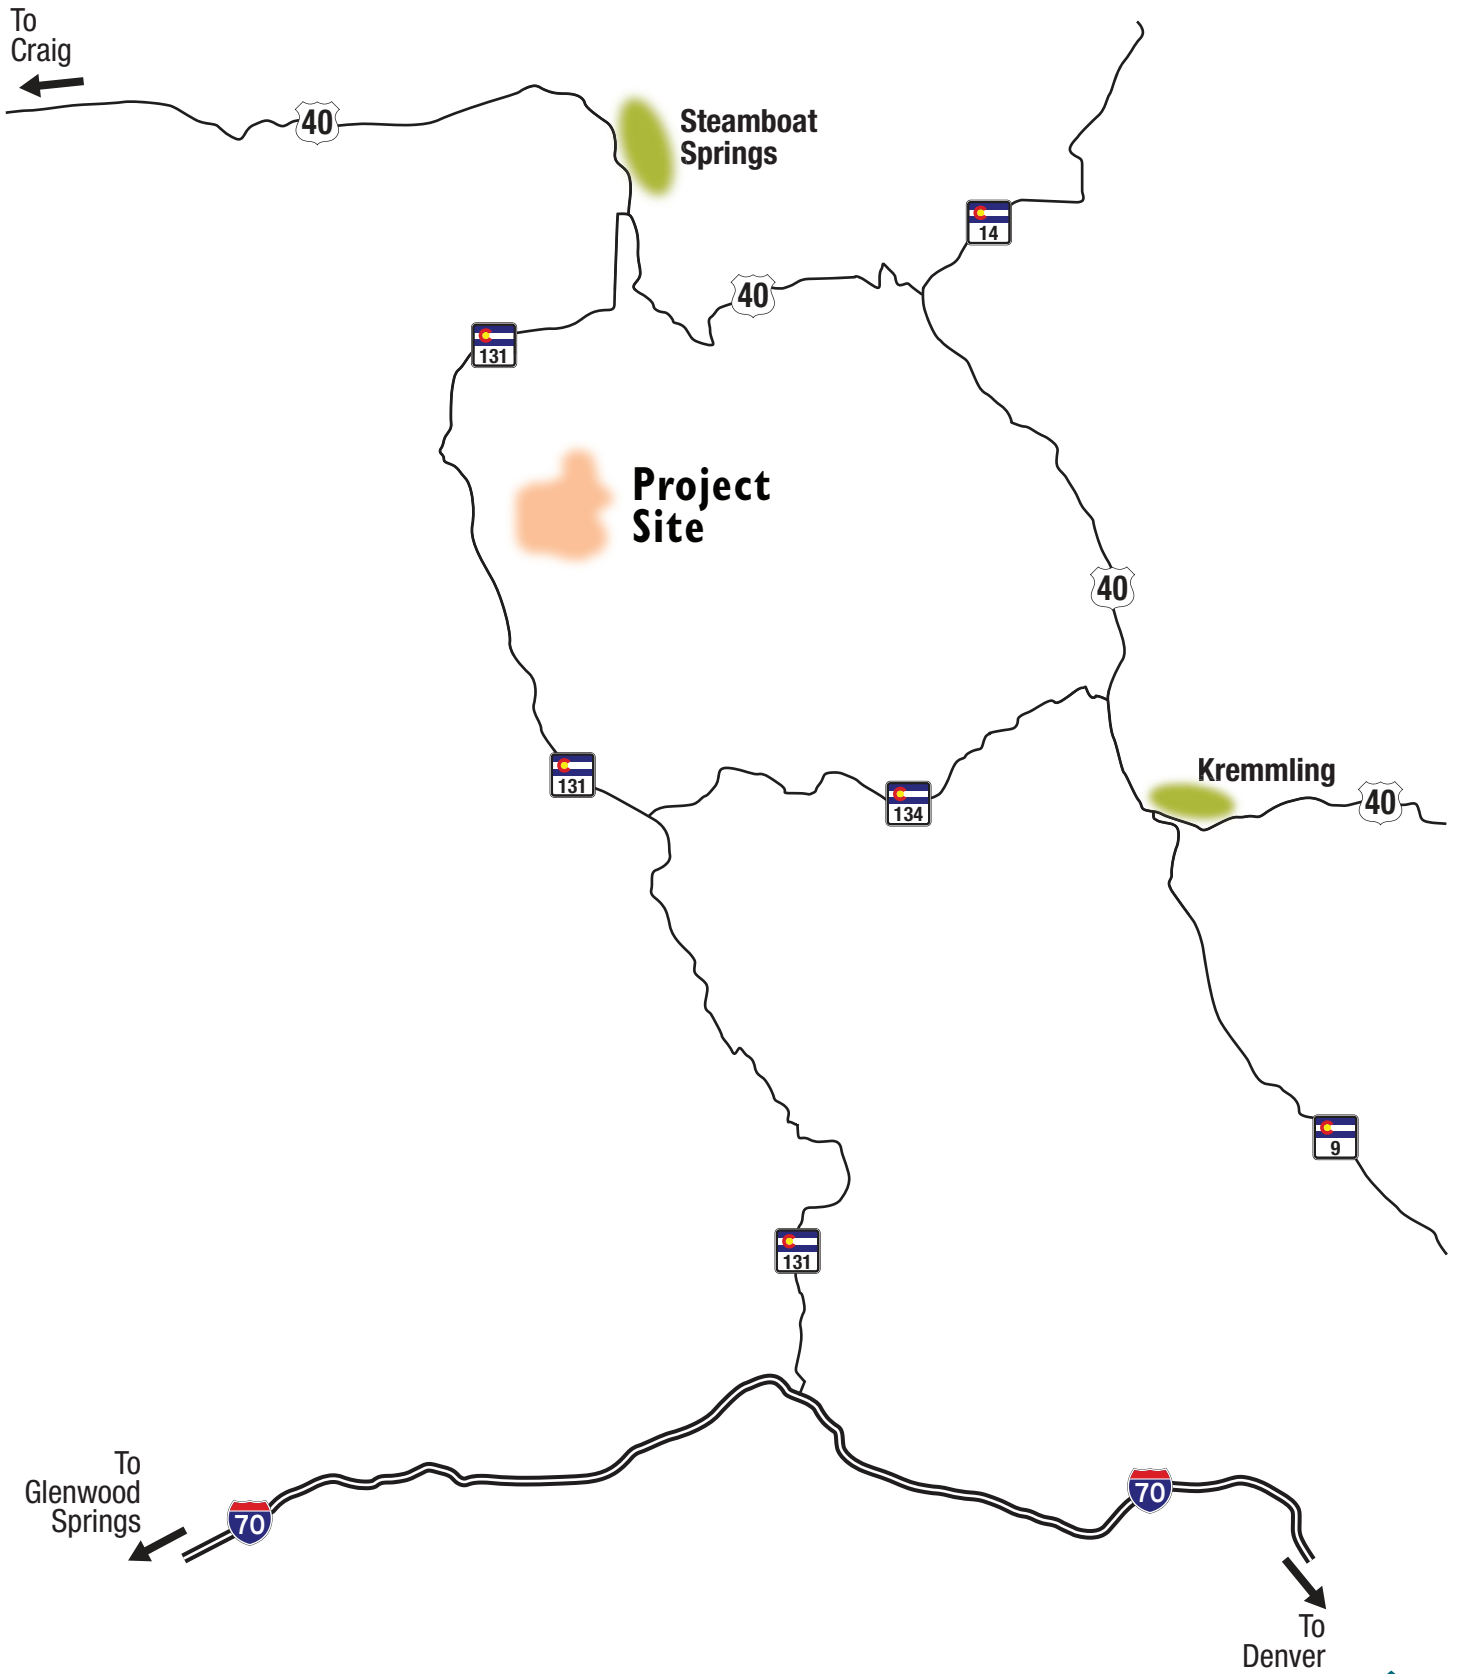 To
Craig
40
Steamboat
Springs
14
40
131
Project
Site
40
Kremmling
131
134
40
9
131
To
Glenwood
Springs
70
70
To
Denver